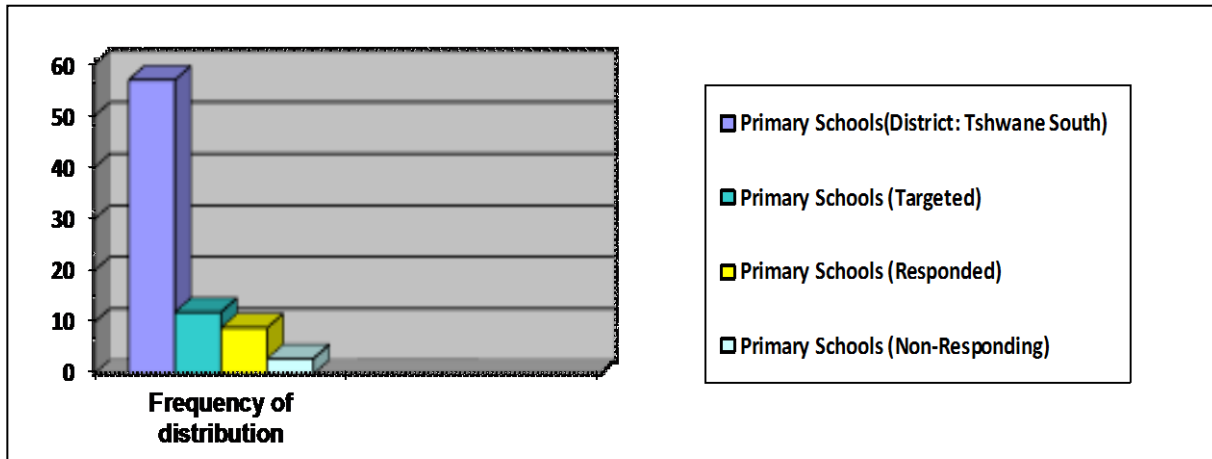 60
50
40
30
20
10
0
Frequency of
distribution
Primary Schools(District: Tshwane South)
Primary Schools (Targeted)
Primary Schools (Responded)
Primary Schools (Non-Responding)